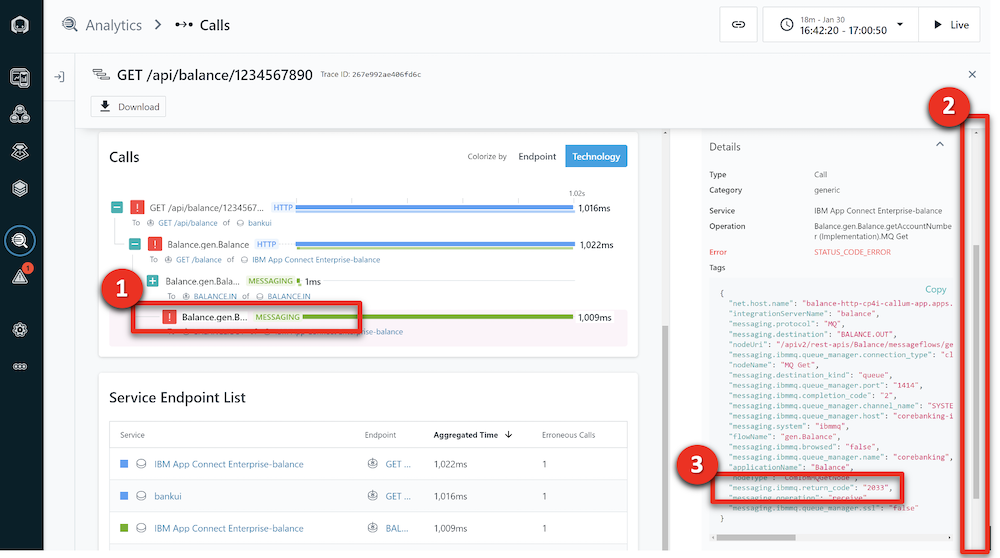 Analytics > Calls
18m - Jan 30
16:42:20 - 17:00:50
Live
GET /api/balance/1234567890 Trace ID: 267e992ae406fd6c
Download
2
Calls
Colorize by Endpoint Technology
1.02s
GET /api/balance/1234567... HTTP 1,016ms
To GET /api/balance of bankui
Balance.gen.Balance HTTP 1,022ms
To GET /balance of IBM App Connect Enterprise-balance
1
Balance.gen.Bala... MESSAGING 1ms
To BALANCE.IN of BALANCE.IN
Balance.gen.B... MESSAGING 1,009ms
-balance
Service Endpoint List
Service Endpoint Aggregated Time Erroneous Calls
IBM App Connect Enterprise-balance GET ... 1,022ms 1
bankui GET ... 1,016ms 1
IBM App Connect Enterprise-balance BAL... 1,009ms 1
1
Details
Type Call
Category generic
Service IBM App Connect Enterprise-balance
Operation Balance.gen.Balance.getAccountNumbe
r (Implementation).MQ Get
Error STATUS_CODE_ERROR
Tags
Copy
{
"net.host.name": "balance-http-cp4i-callum-app.apps.
"integrationServerName": "balance",
"messaging.protocol": "MQ",
"messaging.destination": "BALANCE.OUT",
"nodeUri": "/apiv2/rest-apis/Balance/messageflows/ge
"messaging.ibmmq.queue_manager.connection_type": "cl
"nodeName": "MQ Get",
"messaging.destination_kind": "queue",
"messaging.ibmmq.queue_manager.port": "1414",
"messaging.ibmmq.completion_code": "2",
"messaging.ibmmq.queue_manager.channel_name": "SYSTE
"messaging.ibmmq.queue_manager.host": "corebanking-i
"messaging.system": "ibmmq",
"flowName": "gen.Balance",
"messaging.ibmmq.browsed": "false",
"messaging.ibmmq.queue_manager.name": "corebanking",
"applicationName": "Balance",
3
"nodeType": "ComIbmMQGetNode",
"messaging.ibmmq.return_code": "2033",
"messaging.operation": "receive",
"messaging.ibmmq.queue_manager.ssl": "false"
}